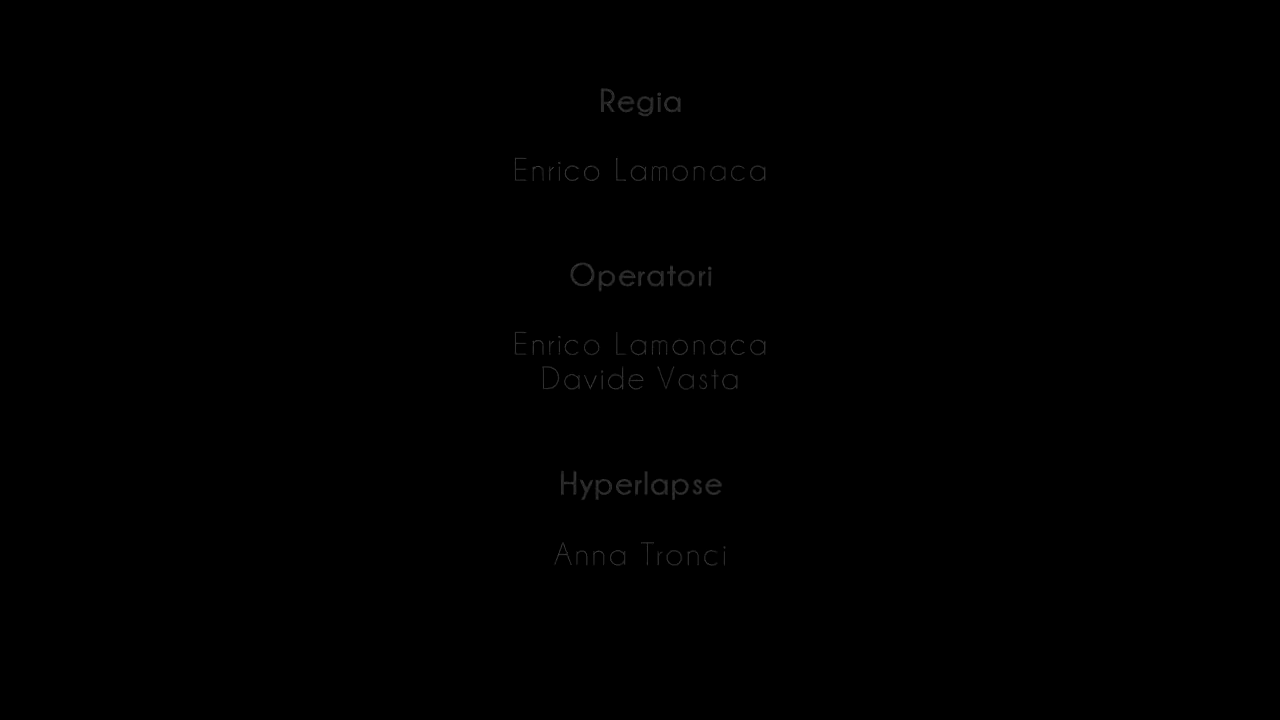 Regia
Enrico Lamonaca
Operatori
Enrico Lamonaca
Davide Vasta
Hyperlapse
Anna Tronci